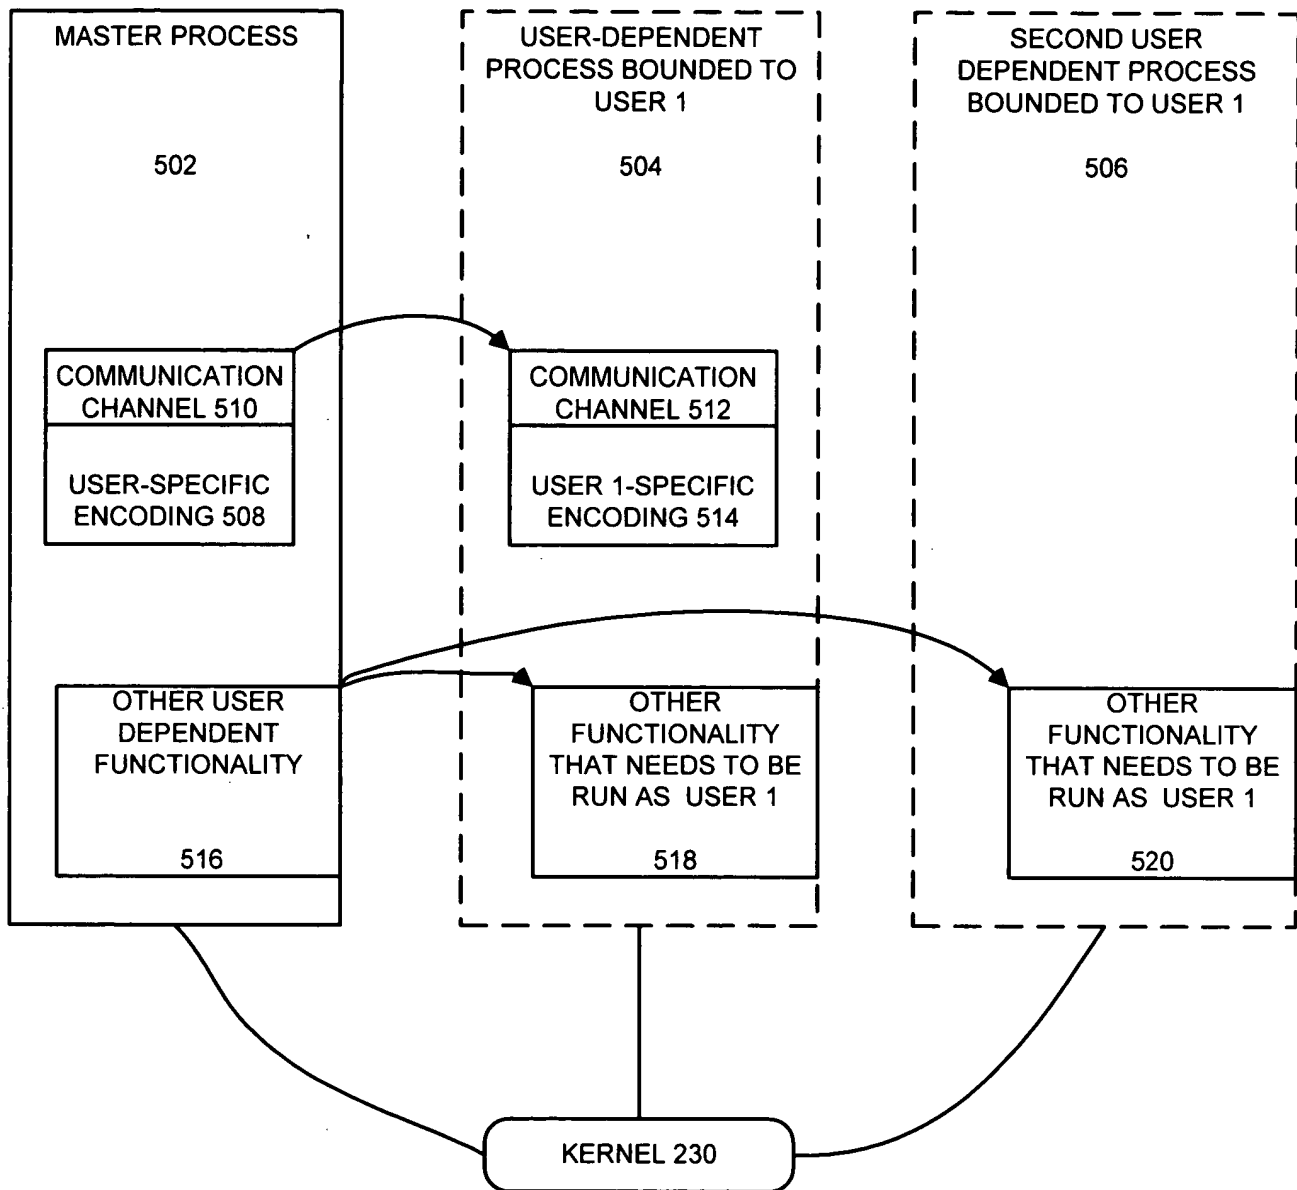 MASTER PROCESS
502
COMMUNICATION
CHANNEL 510
USER-SPECIFIC
ENCODING 508
OTHER USER
DEPENDENT
FUNCTIONALITY
516
USER-DEPENDENT
PROCESS BOUNDED TO
USER 1
504
COMMUNICATION
CHANNEL 512
USER 1-SPECIFIC
ENCODING 514
OTHER
FUNCTIONALITY
THAT NEEDS TO BE
RUN AS USER 1
518
SECOND USER
DEPENDENT PROCESS
BOUNDED TO USER 1
506
OTHER
FUNCTIONALITY
THAT NEEDS TO BE
RUN AS USER 1
520
KERNEL 230